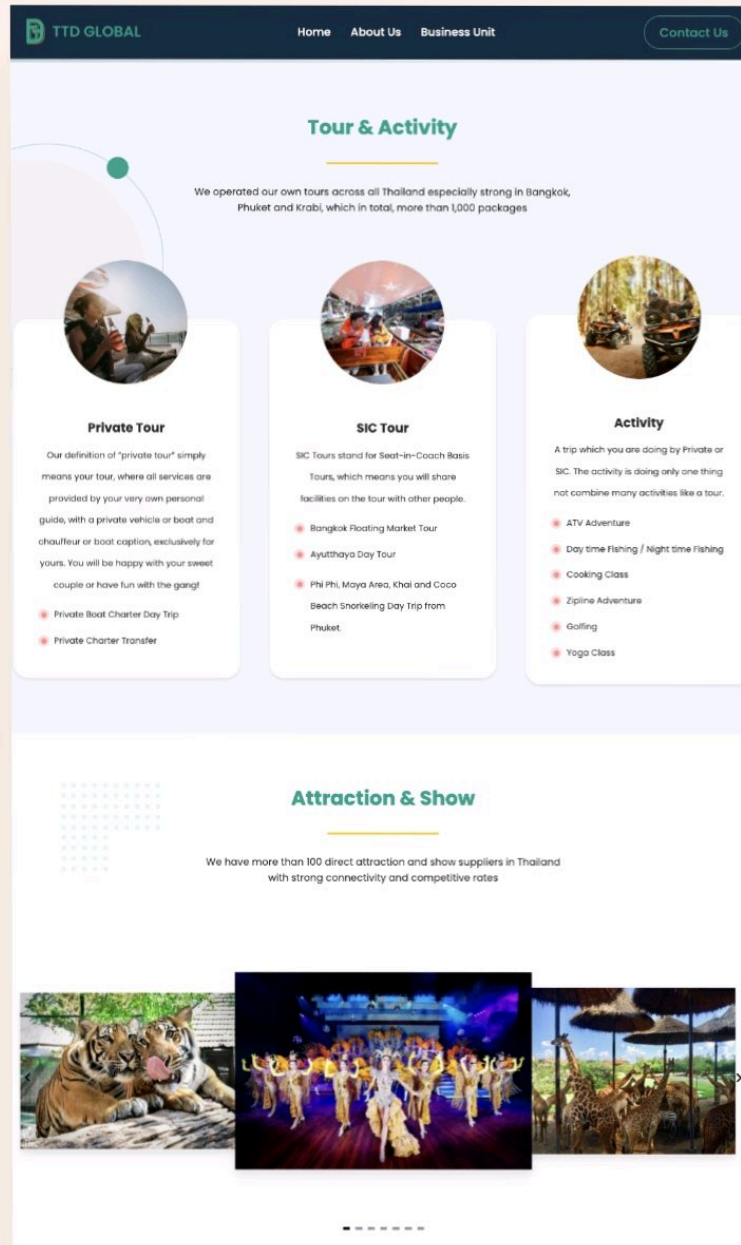 TTD GLOBAL
Home About Us Business Unit
Contact Us
Tour & Activity
We operated our own tours across all Thailand especially strong in Bangkok,
Phuket and Krabi, which in total, more than 1,000 packages
Private Tour
Our definition of "private tour" simply
means your tour, where all services are
provided by your very own personal
guide, with a private vehicle or boat and
chauffeur or boat caption, exclusively for
yours. You will be happy with your sweet
couple or have fun with the gang!
Private Boat Charter Day Trip
Private Charter Transfer
SIC Tour
SIC Tours stand for Seat-in-Coach Basis
Tours, which means you will share
facilities on the tour with other people.
Bangkok Floating Market Tour
Ayutthaya Day Tour
Phi Phi, Maya Area, Khai and Coco
Beach Snorkeling Day Trip from
Phuket.
Activity
A trip which you are doing by Private or
SIC. The activity is doing only one thing
not combine many activities like a tour.
ATV Adventure
Day time Fishing / Night time Fishing
Cooking Class
Zipline Adventure
Golfing
Yoga Class
Attraction & Show
We have more than 100 direct attraction and show suppliers in Thailand
with strong connectivity and competitive rates